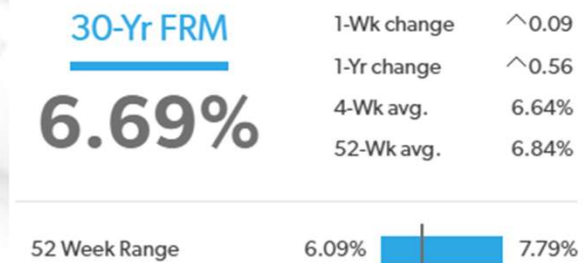 30-Yr FRM
6.69%
1-Wk change ^0.09
1-Yr change ^0.56
4-Wk avg. 6.64%
52-Wk avg. 6.84%
52 Week Range 6.09% 7.79%